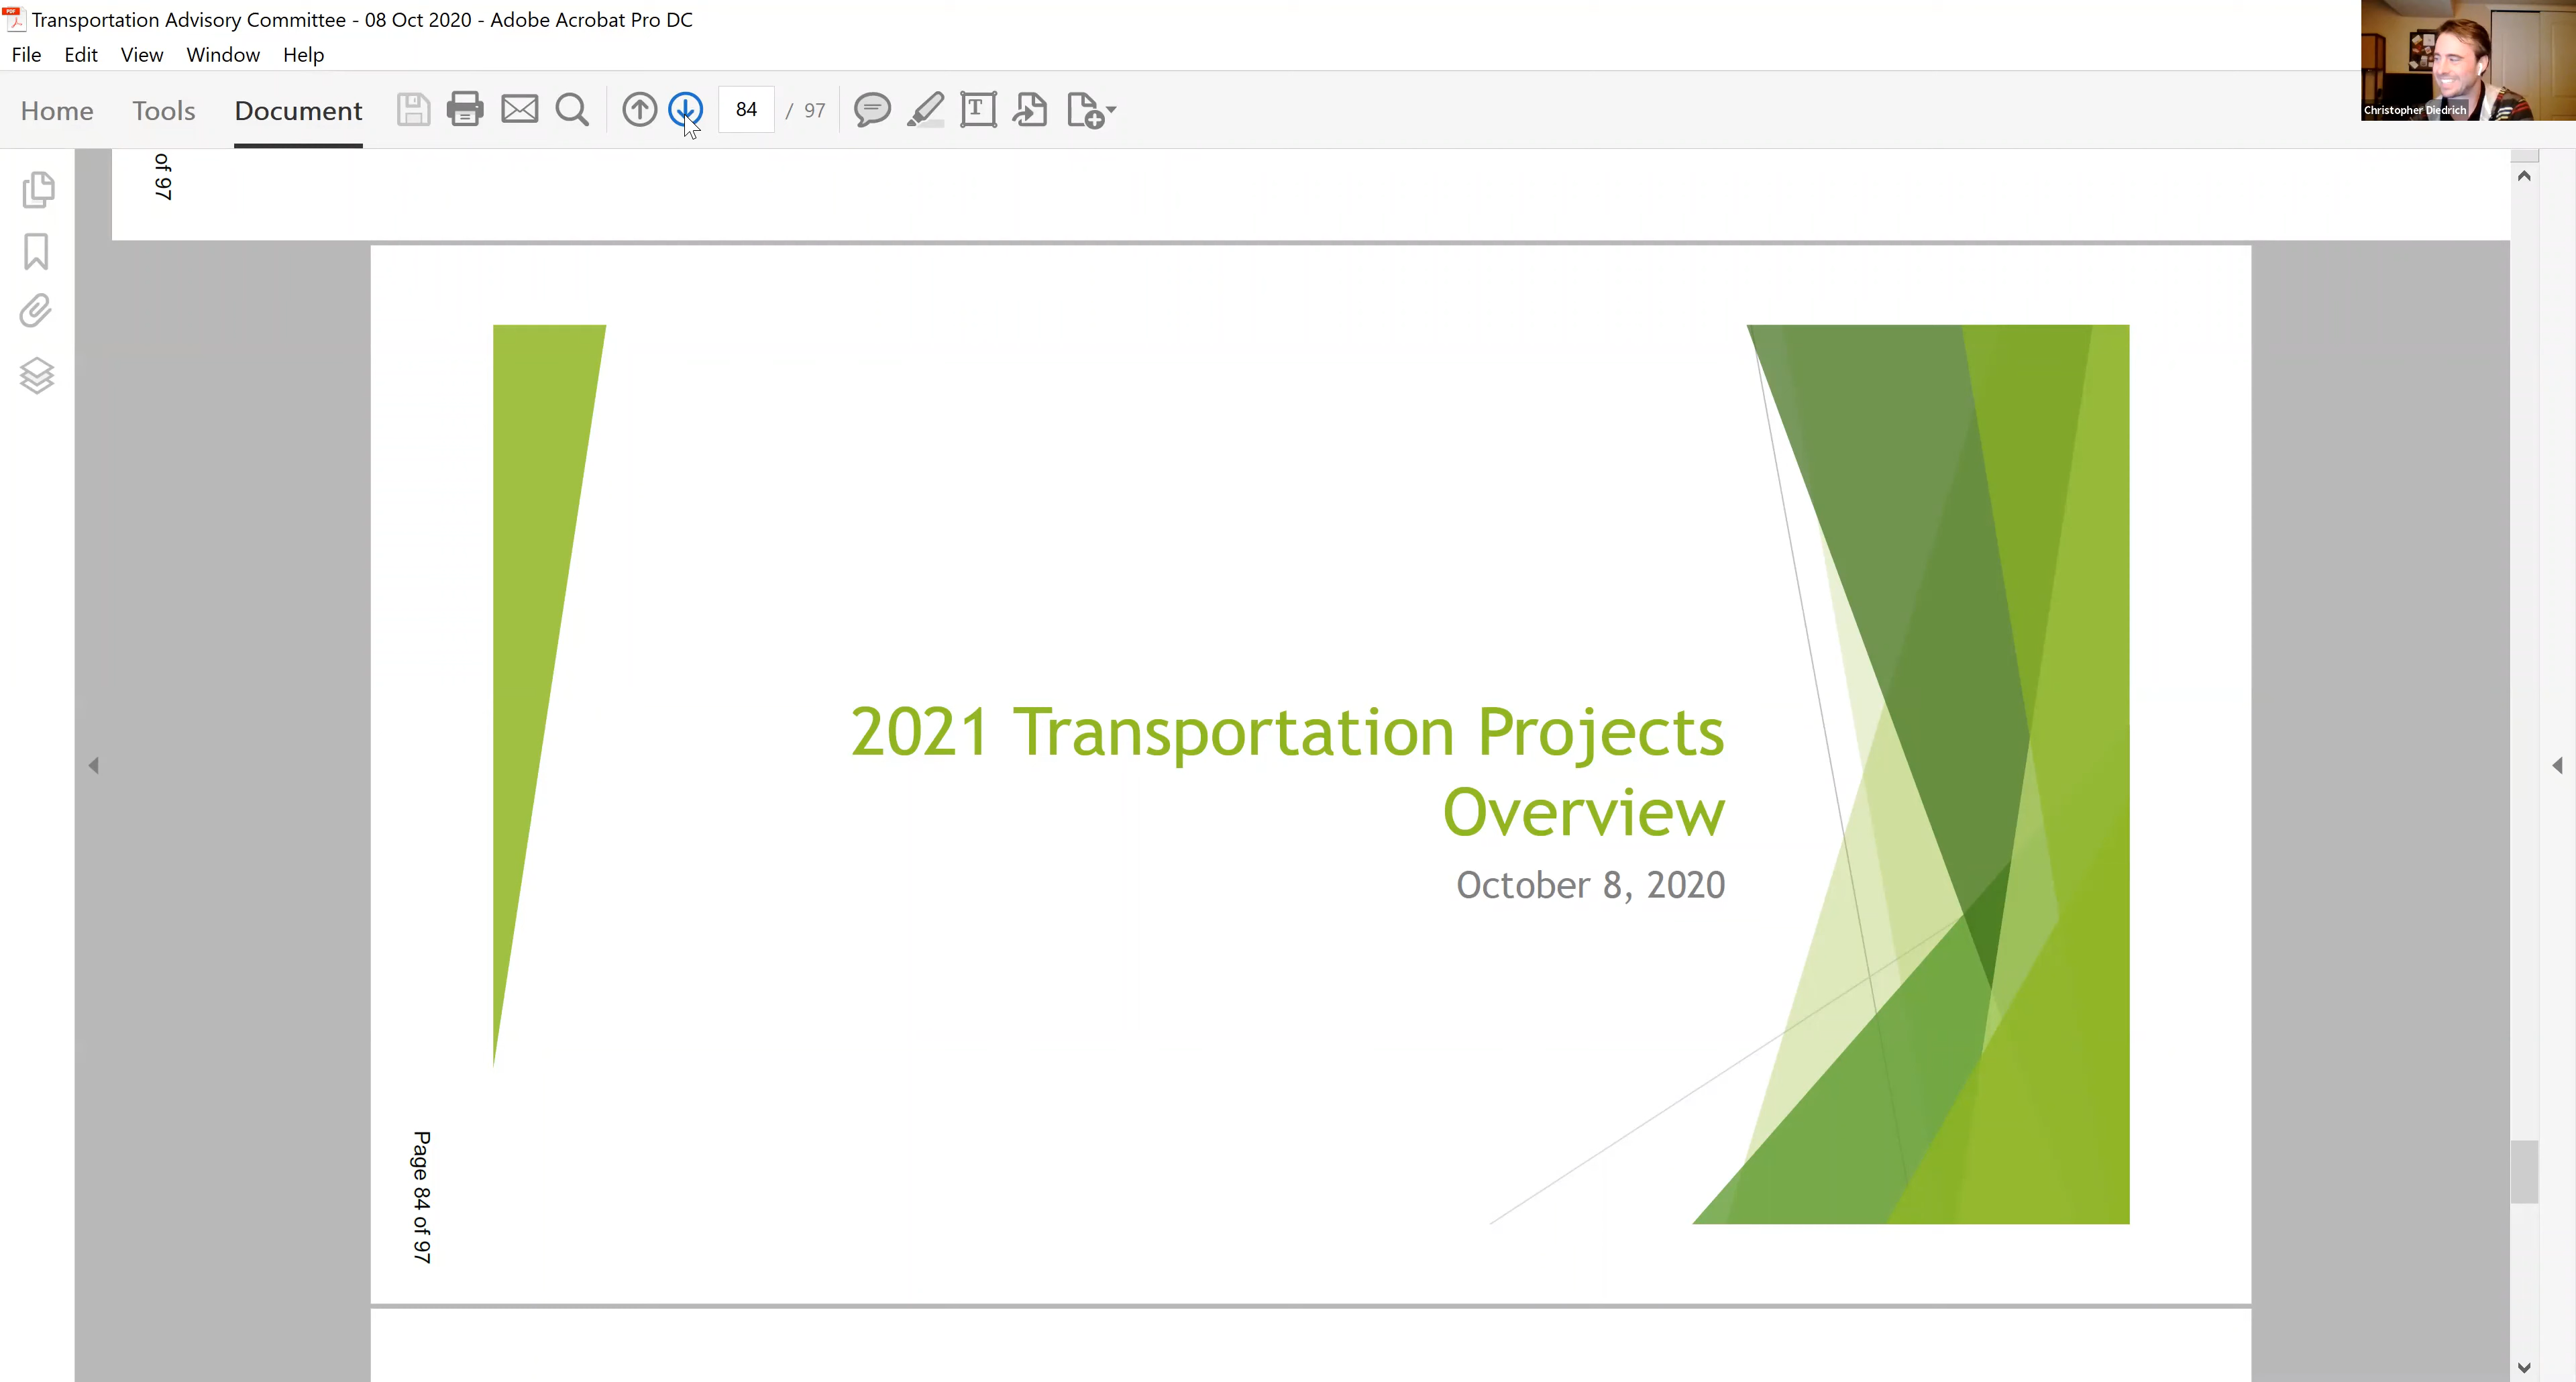 Transportation Advisory Committee - 08 Oct 2020 - Adobe Acrobat Pro DC
File Edit View Window Help
Home Tools Document 84 / 97
Christopher Diedrich
of 97
2021 Transportation Projects
Overview
October 8, 2020
Page 84 of 97